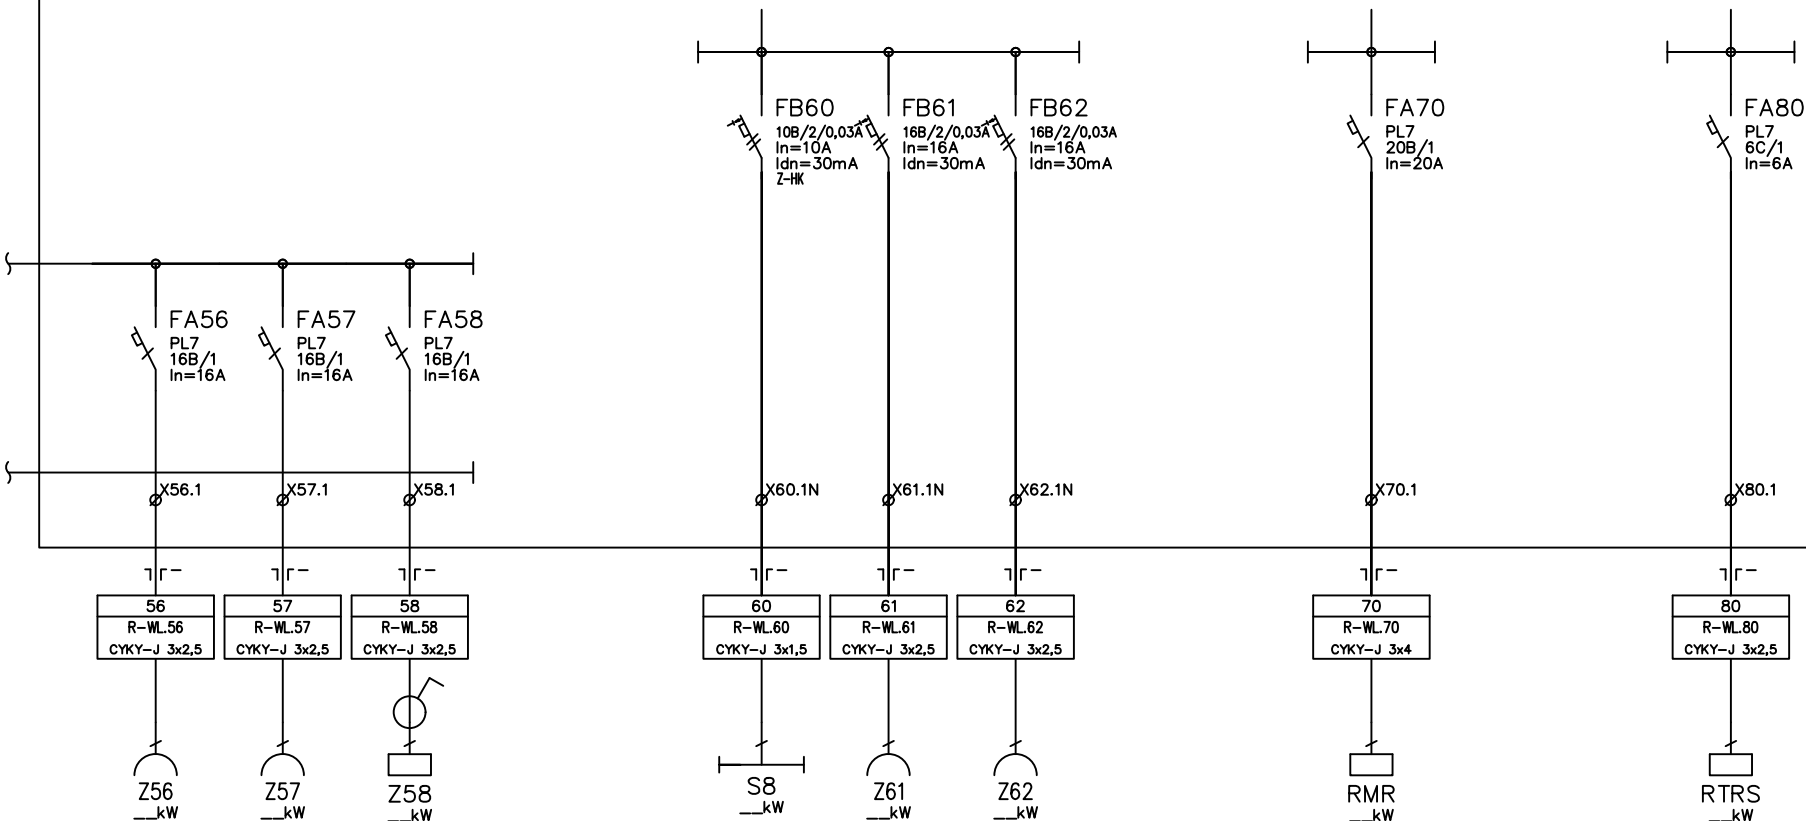 FB60
10B/2/0,03A
In=10A
Idn=30mA
Z-HK
FB61
16B/2/0,03A
In=16A
Idn=30mA
FB62
16B/2/0,03A
In=16A
Idn=30mA
FA70
PL7
20B/1
In=20A
FA80
PL7
6C/1
In=6A
FA56
PL7
16B/1
In=16A
FA57
PL7
16B/1
In=16A
FA58
PL7
16B/1
In=16A
X56.1
X57.1
X58.1
X60.1N
X61.1N
X62.1N
X70.1
X80.1
56
R-WL.56
CYKY-J 3x2,5
57
R-WL.57
CYKY-J 3x2,5
58
R-WL.58
CYKY-J 3x2,5
60
R-WL.60
CYKY-J 3x1,5
61
R-WL.61
CYKY-J 3x2,5
62
R-WL.62
CYKY-J 3x2,5
70
R-WL.70
CYKY-J 3x4
80
R-WL.80
CYKY-J 3x2,5
Z56
__kW
Z57
__kW
Z58
__kW
S8
__kW
Z61
__kW
Z62
__kW
RMR
__kW
RTRS
__kW